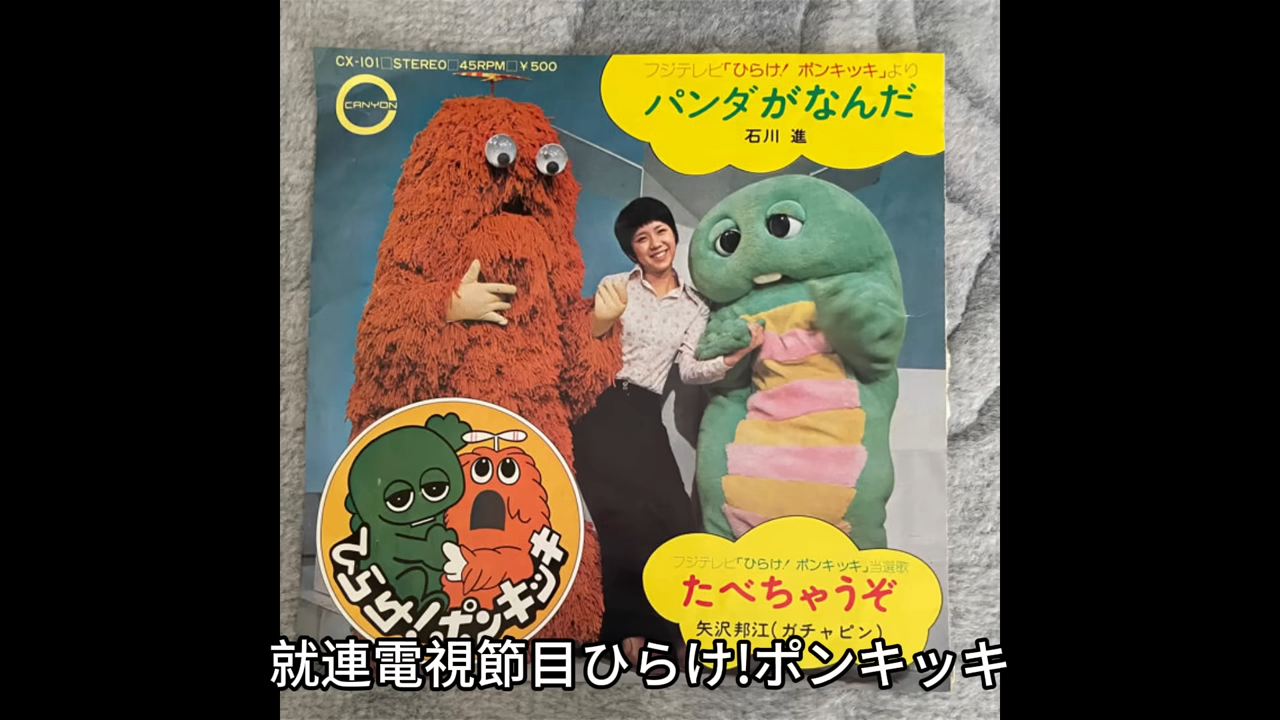 CX-101□STEREO□45RPM□¥500
CANYON
フジテレビ「ひらけ！ポンキッキ」より
パンダがなんだ
石川 進
ひらけ！ポンキッキ
フジテレビ「ひらけ！ポンキッキ」当選歌
たべちゃうぞ
矢沢邦江(ガチャピン)
就連電視節目ひらけ!ポンキッキ